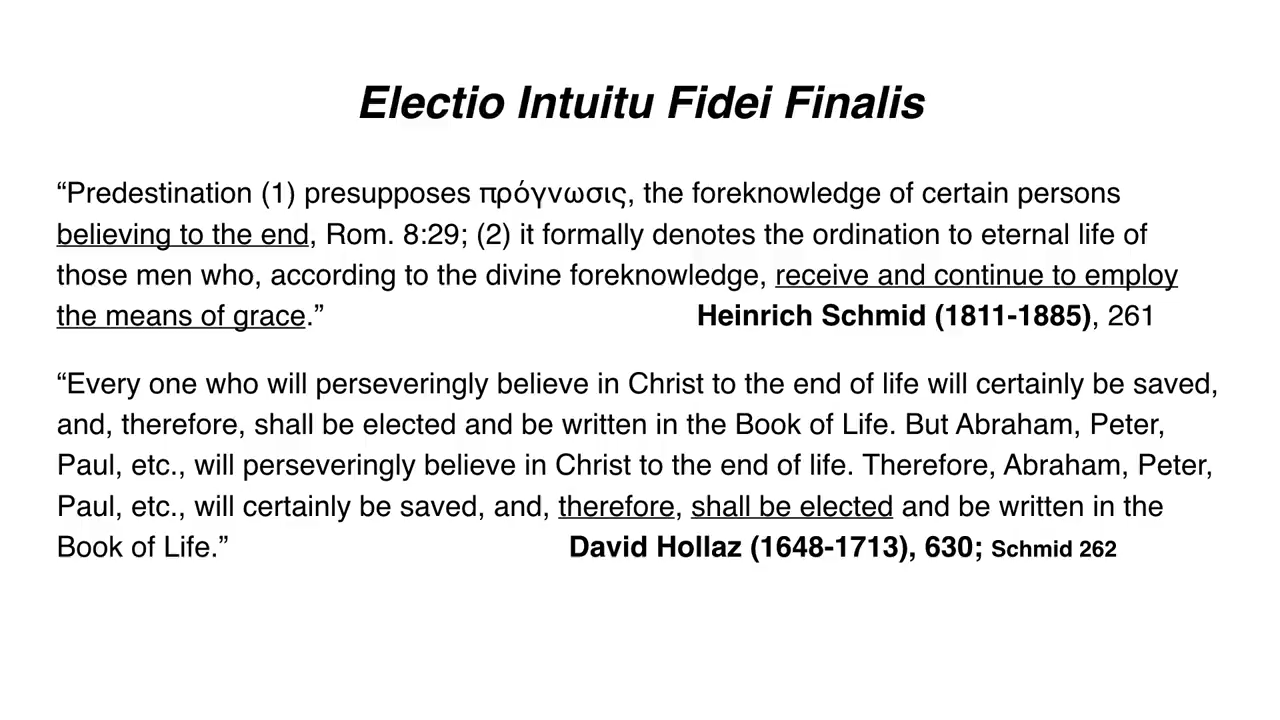 Electio Intuitu Fidei Finalis
“Predestination (1) presupposes πρόγνωσις, the foreknowledge of certain persons
believing to the end, Rom. 8:29; (2) it formally denotes the ordination to eternal life of
those men who, according to the divine foreknowledge, receive and continue to employ
the means of grace.” Heinrich Schmid (1811-1885), 261
“Every one who will perseveringly believe in Christ to the end of life will certainly be saved,
and, therefore, shall be elected and be written in the Book of Life. But Abraham, Peter,
Paul, etc., will perseveringly believe in Christ to the end of life. Therefore, Abraham, Peter,
Paul, etc., will certainly be saved, and, therefore, shall be elected and be written in the
Book of Life.” David Hollaz (1648-1713), 630; Schmid 262